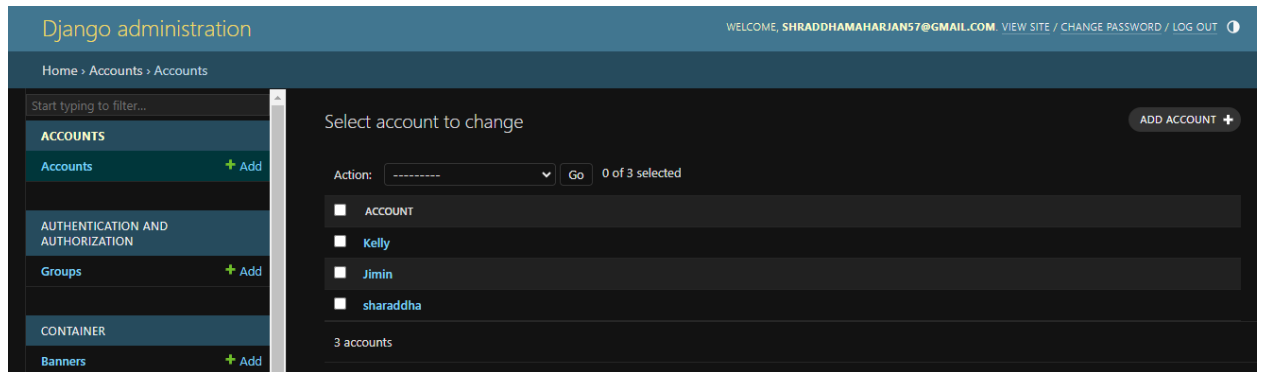 Django administration
WELCOME, SHRADDHAMAHARJAN57@GMAIL.COM. VIEW SITE / CHANGE PASSWORD / LOG OUT
Home › Accounts › Accounts
Start typing to filter...
ACCOUNTS
Accounts + Add
AUTHENTICATION AND
AUTHORIZATION
Groups + Add
CONTAINER
Banners + Add
Select account to change
ADD ACCOUNT +
Action: --------- Go 0 of 3 selected
ACCOUNT
Kelly
Jimin
sharaddha
3 accounts